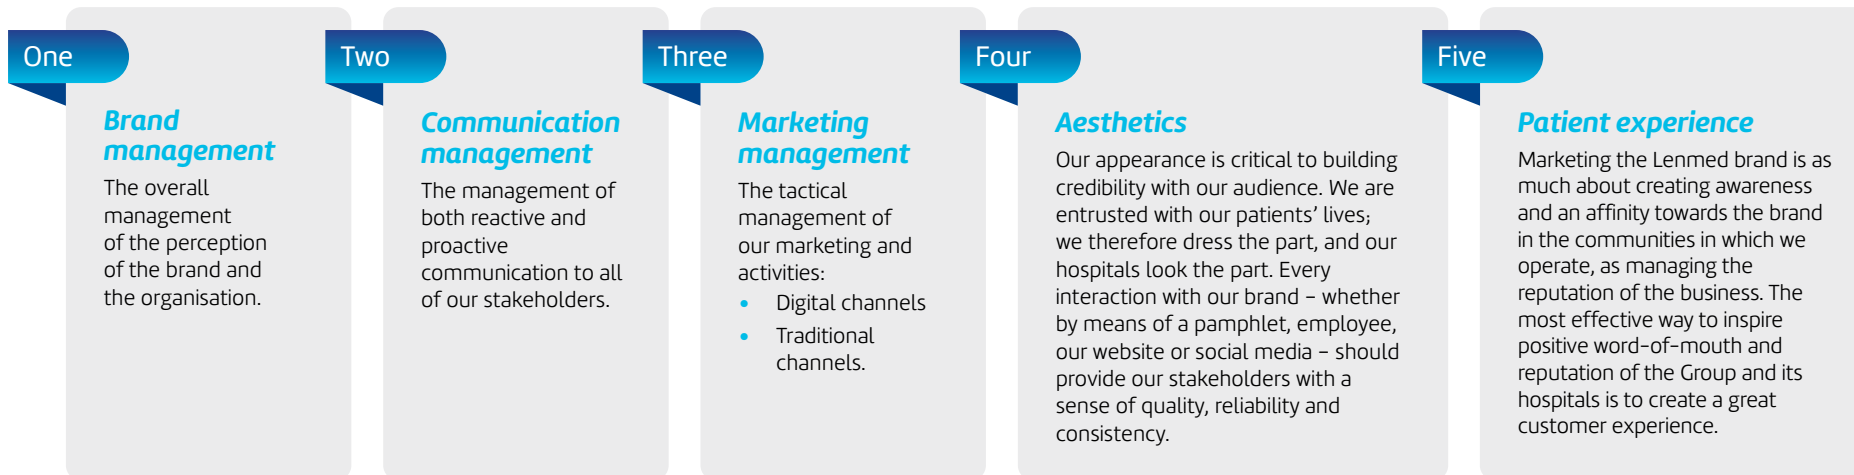 One
Brand
management
The overall
management
of the perception
of the brand and
the organisation.
Two
Communication
management
The management of
both reactive and
proactive
communication to all
of our stakeholders.
Three
Marketing
management
The tactical
management of
our marketing and
activities:
• Digital channels
• Traditional
channels.
Four
Aesthetics
Our appearance is critical to building
credibility with our audience. We are
entrusted with our patients’ lives;
we therefore dress the part, and our
hospitals look the part. Every
interaction with our brand – whether
by means of a pamphlet, employee,
our website or social media – should
provide our stakeholders with a
sense of quality, reliability and
consistency.
Five
Patient experience
Marketing the Lenmed brand is as
much about creating awareness
and an affinity towards the brand
in the communities in which we
operate, as managing the
reputation of the business. The
most effective way to inspire
positive word-of-mouth and
reputation of the Group and its
hospitals is to create a great
customer experience.